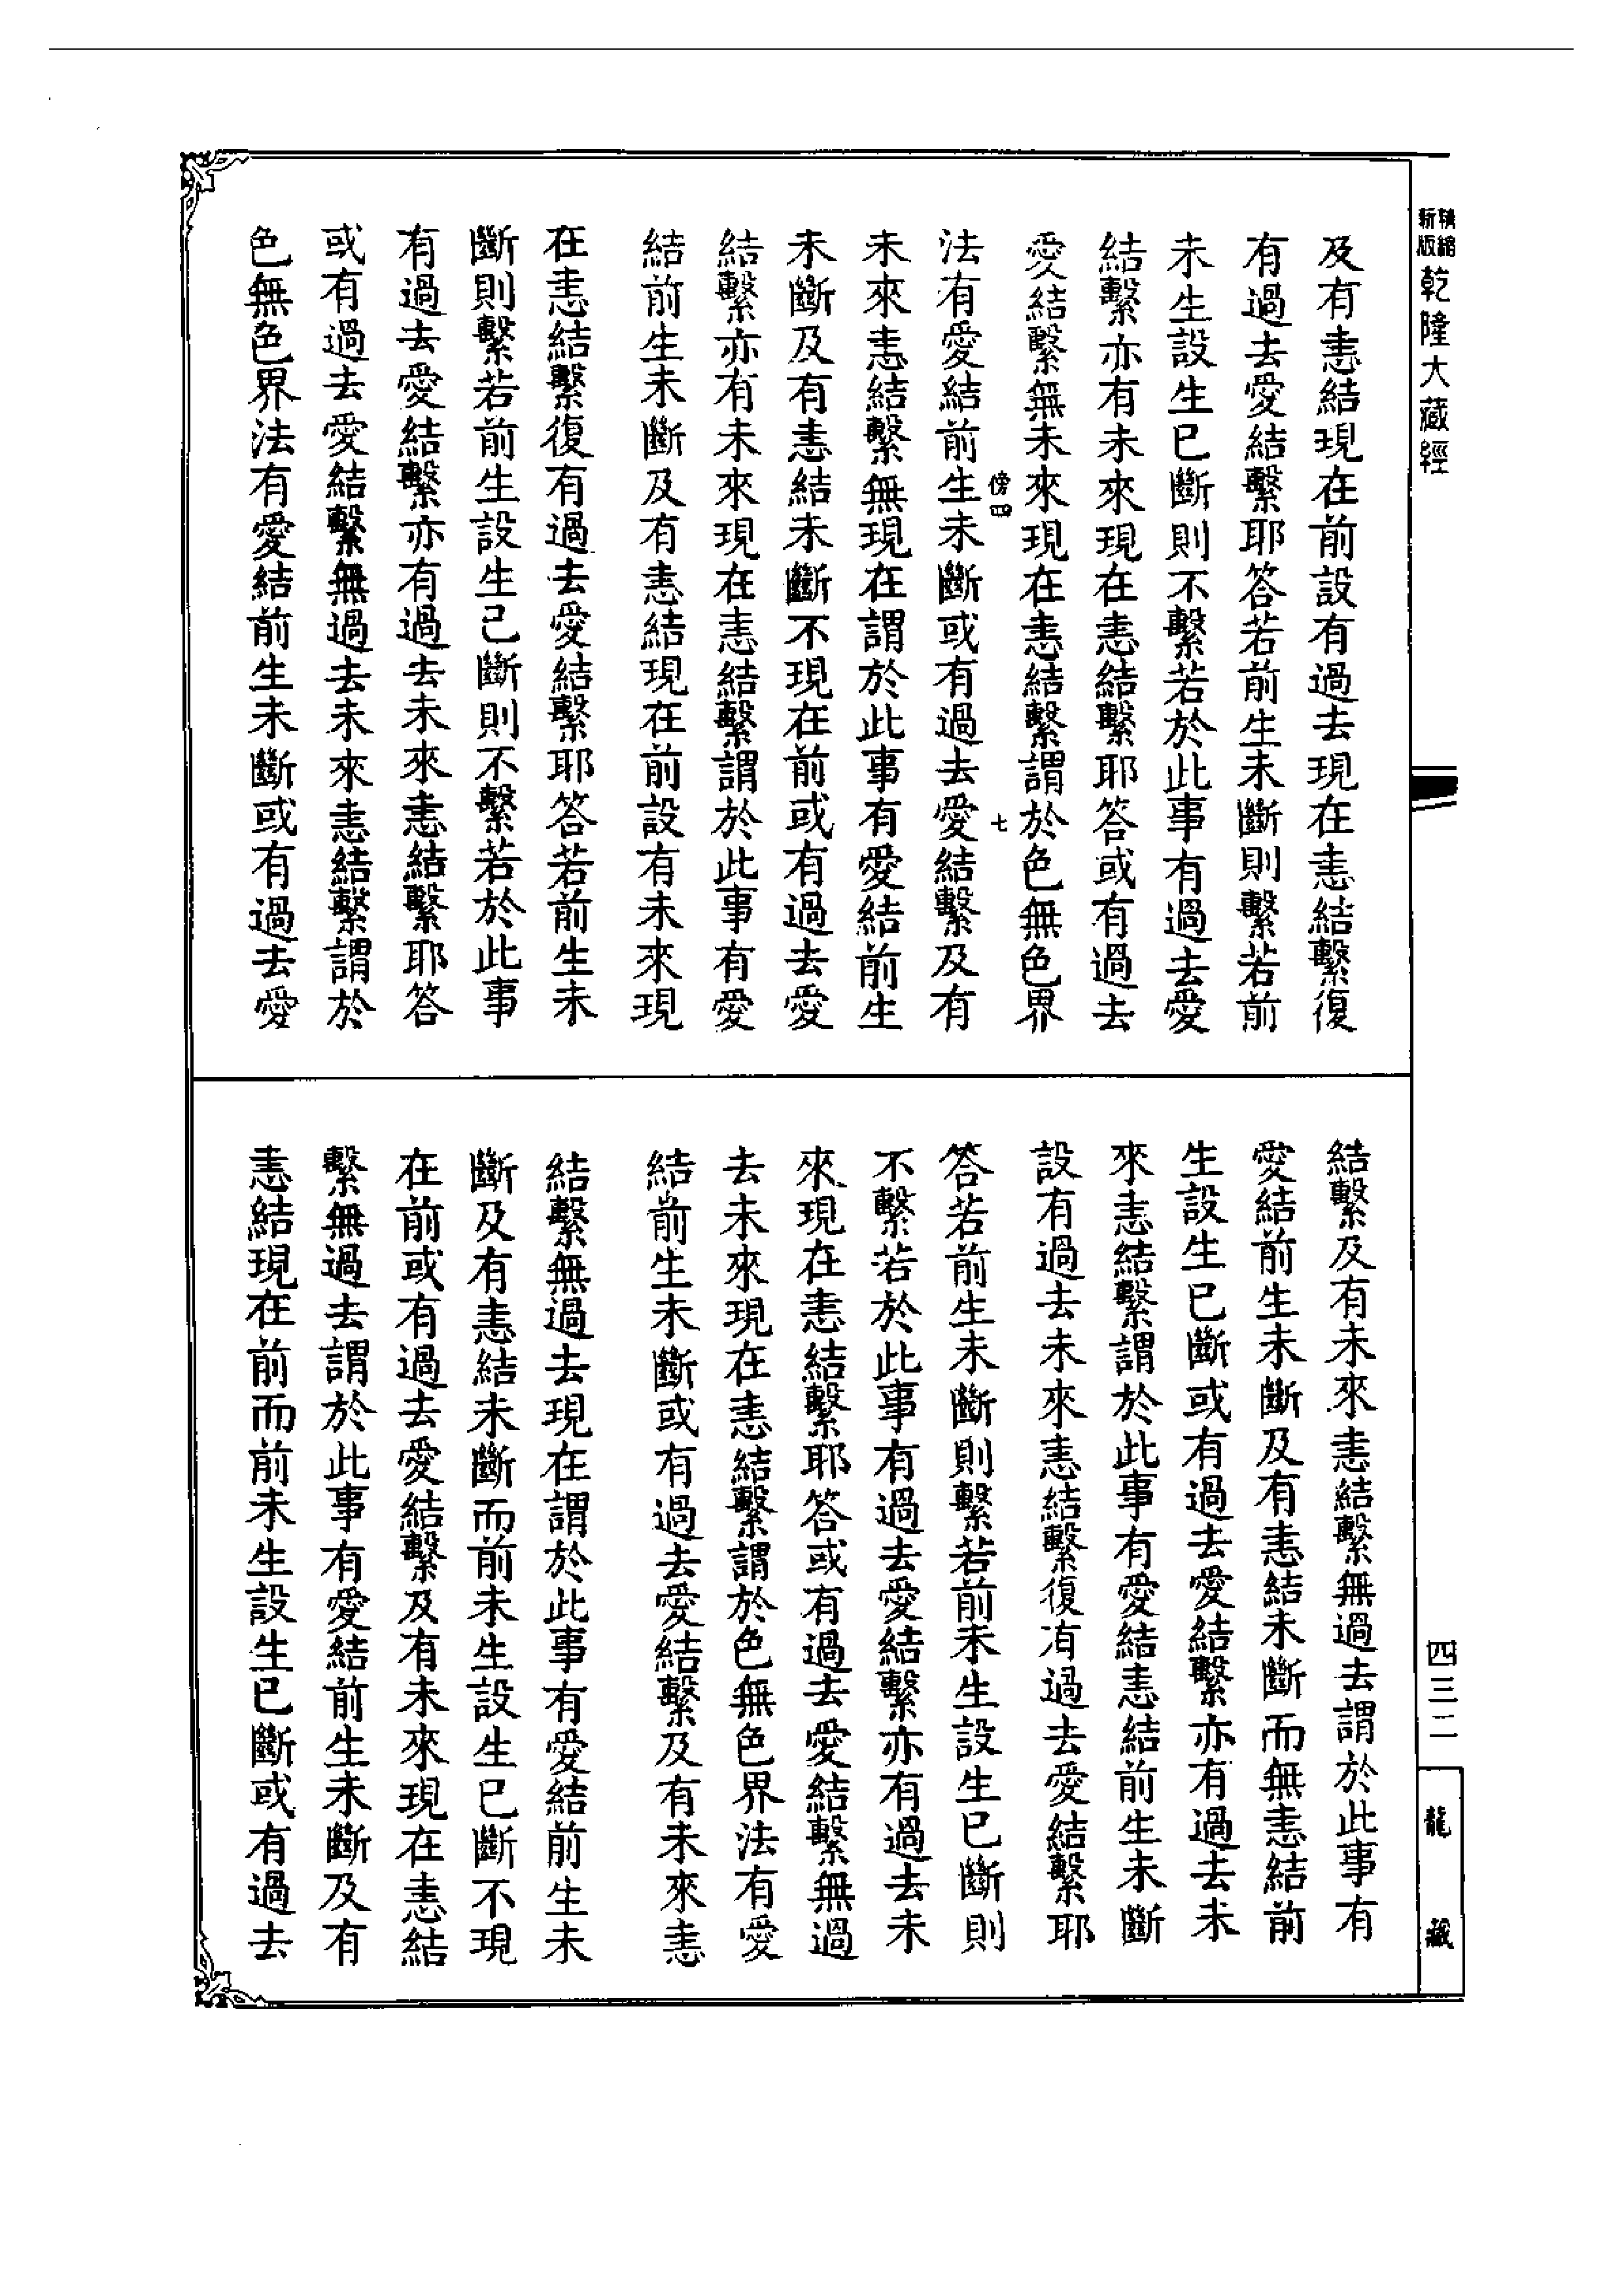 精縮
新版
乾隆大藏經
及有恚結現在前設有過去現在恚結繫復
有過去愛結繫耶答若前生未斷則繫若前
未生設生已斷則不繫若於此事有過去愛
結繫亦有未來現在恚結繫耶答或有過去
愛結繫無未來現在恚結繫謂於色無色界
傍四
七
法有愛結前生未斷或有過去愛結繫及有
未來恚結繫無現在謂於此事有愛結前生
未斷及有恚結未斷不現在前或有過去愛
結繫亦有未來現在恚結繫謂於此事有愛
結前生未斷及有恚結現在前設有未來現
在恚結繫復有過去愛結繫耶答若前生未
斷則繫若前生設生已斷則不繫若於此事
有過去愛結繫亦有過去未來恚結繫耶答
或有過去愛結繫無過去未來恚結繫謂於
色無色界法有愛結前生未斷或有過去愛
結繫及有未來恚結繫無過去謂於此事有
愛結前生未斷及有恚結未斷而無恚結前
生設生已斷或有過去愛結繫亦有過去未
來恚結繫謂於此事有愛結恚結前生未斷
設有過去未來恚結繫復有過去愛結繫耶
答若前生未斷則繫若前未生設生已斷則
不繫若於此事有過去愛結繫亦有過去未
來現在恚結繫耶答或有過去愛結繫無過
去未來現在恚結繫謂於色無色界法有愛
結前生未斷或有過去愛結繫及有未來恚
結繫無過去現在謂於此事有愛結前生未
斷及有恚結未斷而前未生設生已斷不現
在前或有過去愛結繫及有未來現在恚結
繫無過去謂於此事有愛結前生未斷及有
恚結現在前而前未生設生已斷或有過去
四三二
龍藏